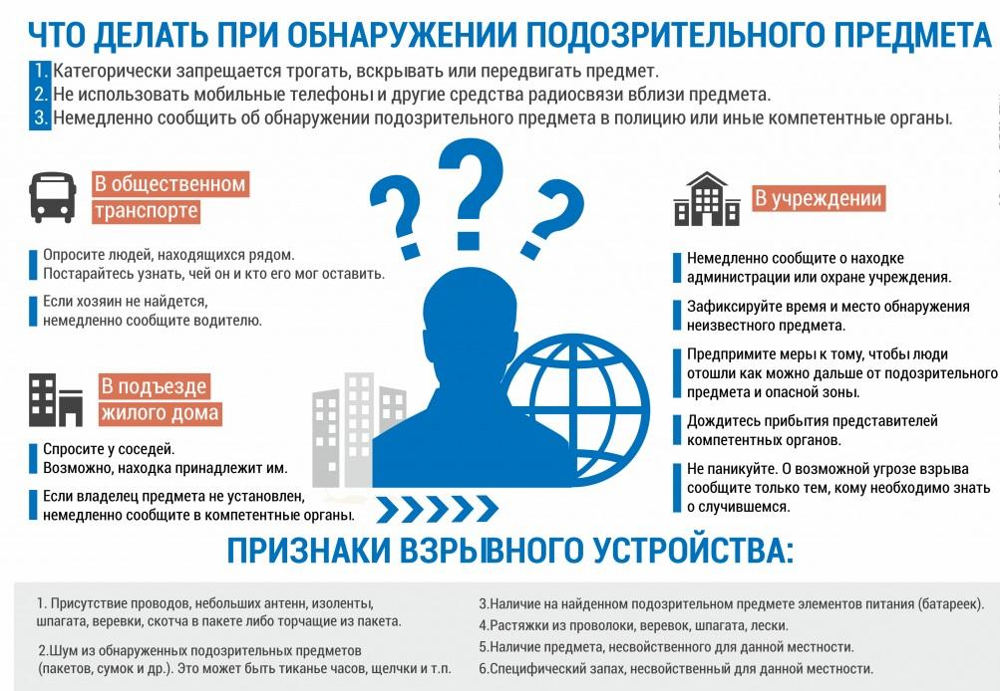 ЧТО ДЕЛАТЬ ПРИ ОБНАРУЖЕНИИ ПОДОЗРИТЕЛЬНОГО ПРЕДМЕТА
1. Категорически запрещается трогать, вскрывать или передвигать предмет.
2. Не использовать мобильные телефоны и другие средства радиосвязи вблизи предмета.
3. Немедленно сообщить об обнаружении подозрительного предмета в полицию или иные компетентные органы.
В общественном
транспорте
Опросите людей, находящихся рядом.
Постарайтесь узнать, чей он и кто его мог оставить.
Если хозяин не найдется,
немедленно сообщите водителю.
В подъезде
жилого дома
Спросите у соседей.
Возможно, находка принадлежит им.
Если владелец предмета не установлен,
немедленно сообщите в компетентные органы.
???
В учреждении
Немедленно сообщите о находке
администрации или охране учреждения.
Зафиксируйте время и место обнаружения
неизвестного предмета.
Предпримите меры к тому, чтобы люди
отошли как можно дальше от подозрительного
предмета и опасной зоны.
Дождитесь прибытия представителей
компетентных органов.
Не паникуйте. О возможной угрозе взрыва
сообщите только тем, кому необходимо знать
о случившемся.
ПРИЗНАКИ ВЗРЫВНОГО УСТРОЙСТВА:
1. Присутствие проводов, небольших антенн, изоленты,
шпагата, веревки, скотча в пакете либо торчащие из пакета.
2.Шум из обнаруженных подозрительных предметов
(пакетов, сумок и др.). Это может быть тиканье часов, щелчки и т.п.
3.Наличие на найденном подозрительном предмете элементов питания (батареек).
4.Растяжки из проволоки, веревок, шпагата, лески.
5.Наличие предмета, несвойственного для данной местности.
6.Специфический запах, несвойственный для данной местности.